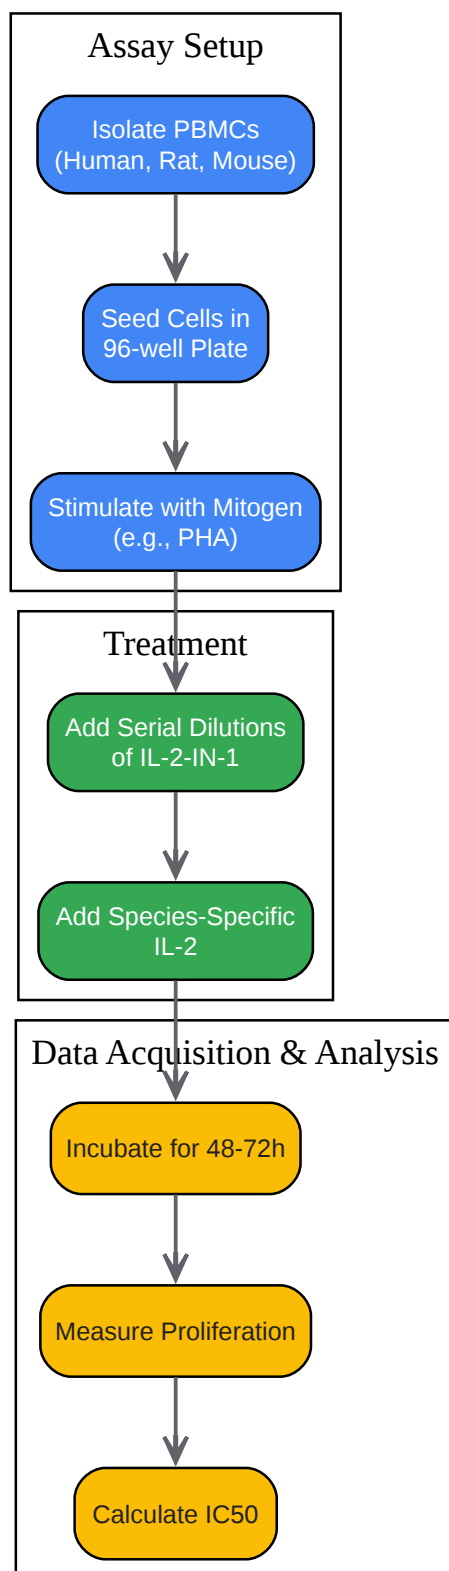 Assay Setup
Isolate PBMCs
(Human, Rat, Mouse)
Seed Cells in
96-well Plate
Stimulate with Mitogen
(e.g., PHA)
Treatment
Add Serial Dilutions
of IL-2-IN-1
Add Species-Specific
IL-2
Data Acquisition & Analysis
Incubate for 48-72h
Measure Proliferation
Calculate IC50